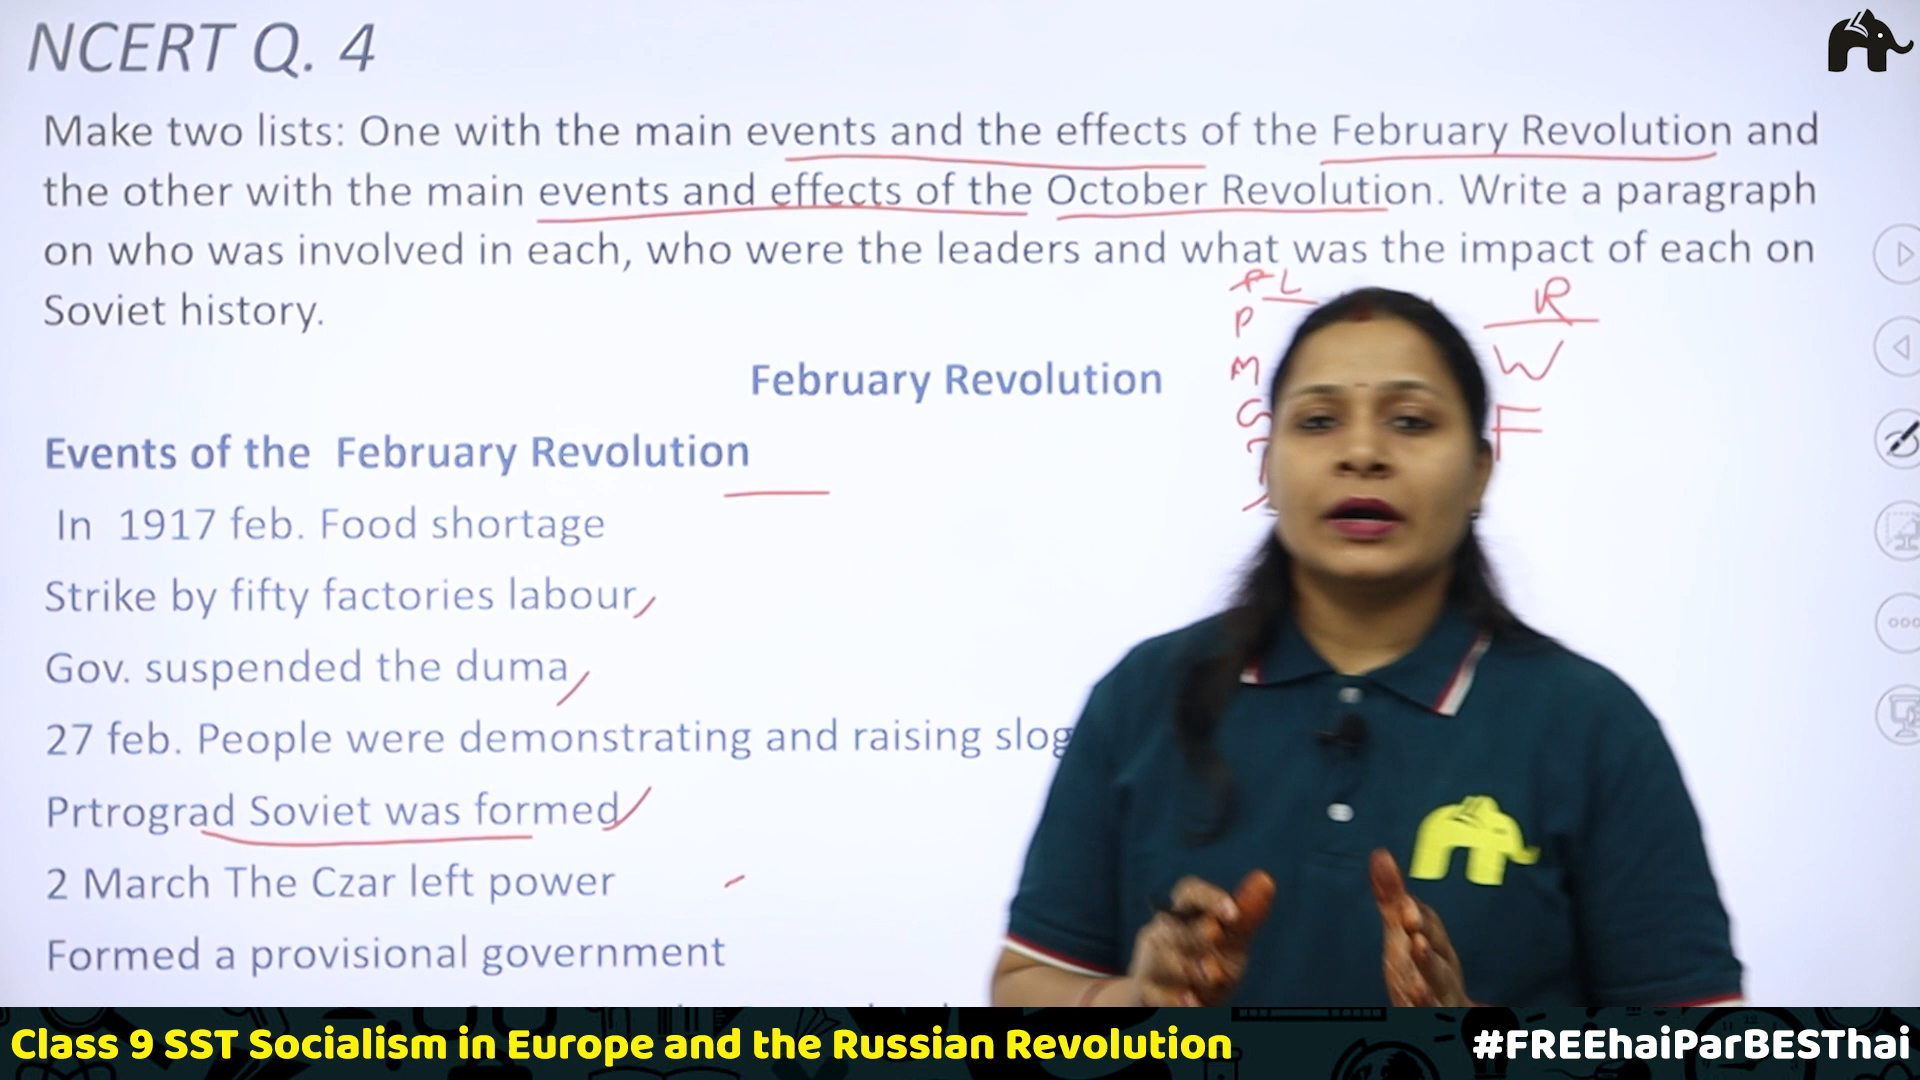 NCERT Q. 4
Make two lists: One with the main events and the effects of the February Revolution and
the other with the main events and effects of the October Revolution. Write a paragraph
on who was involved in each, who were the leaders and what was the impact of each on
Soviet history.
L
R
P
W
M
F
G
February Revolution
Events of the February Revolution
In 1917 feb. Food shortage
Strike by fifty factories labour
Gov. suspended the duma
27 feb. People were demonstrating and raising slog
Prtrograd Soviet was formed
2 March The Czar left power
Formed a provisional government
Class 9 SST Socialism in Europe and the Russian Revolution
#FREEhaiParBESThai